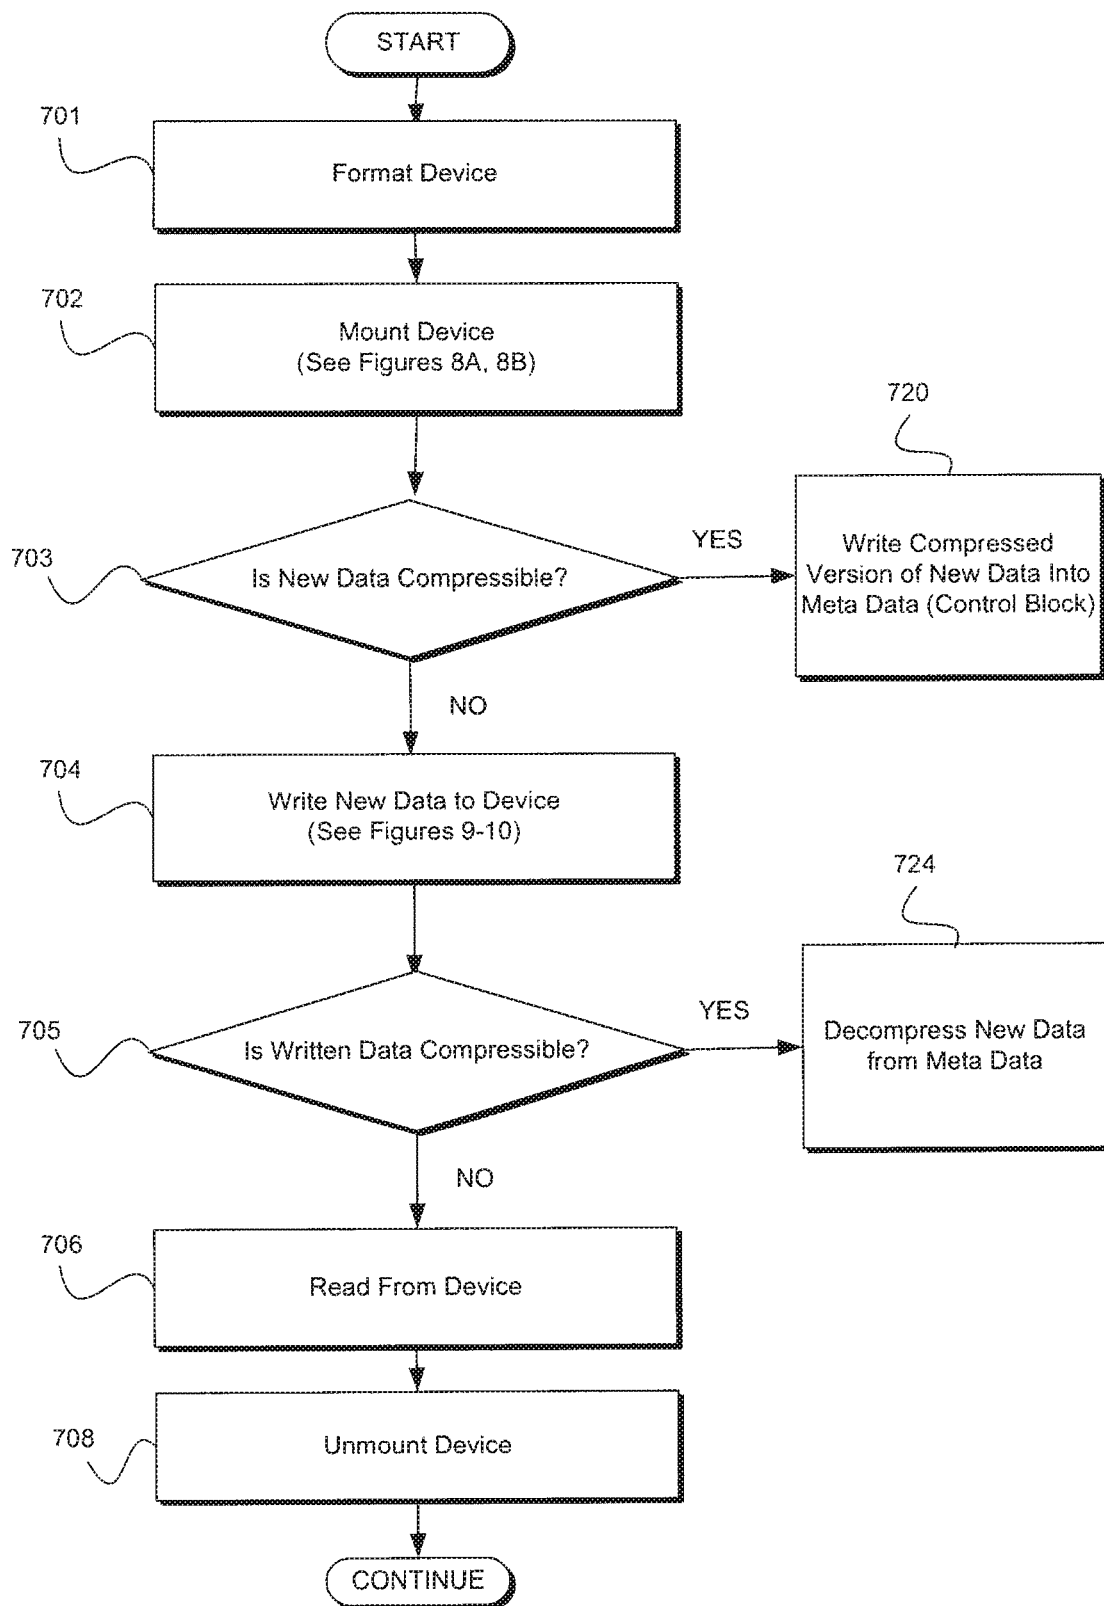 START
701
Format Device
702
Mount Device
(See Figures 8A, 8B)
720
703
Is New Data Compressible?
YES
Write Compressed
Version of New Data Into
Meta Data (Control Block)
NO
704
Write New Data to Device
(See Figures 9-10)
724
705
Is Written Data Compressible?
YES
Decompress New Data
from Meta Data
NO
706
Read From Device
708
Unmount Device
CONTINUE